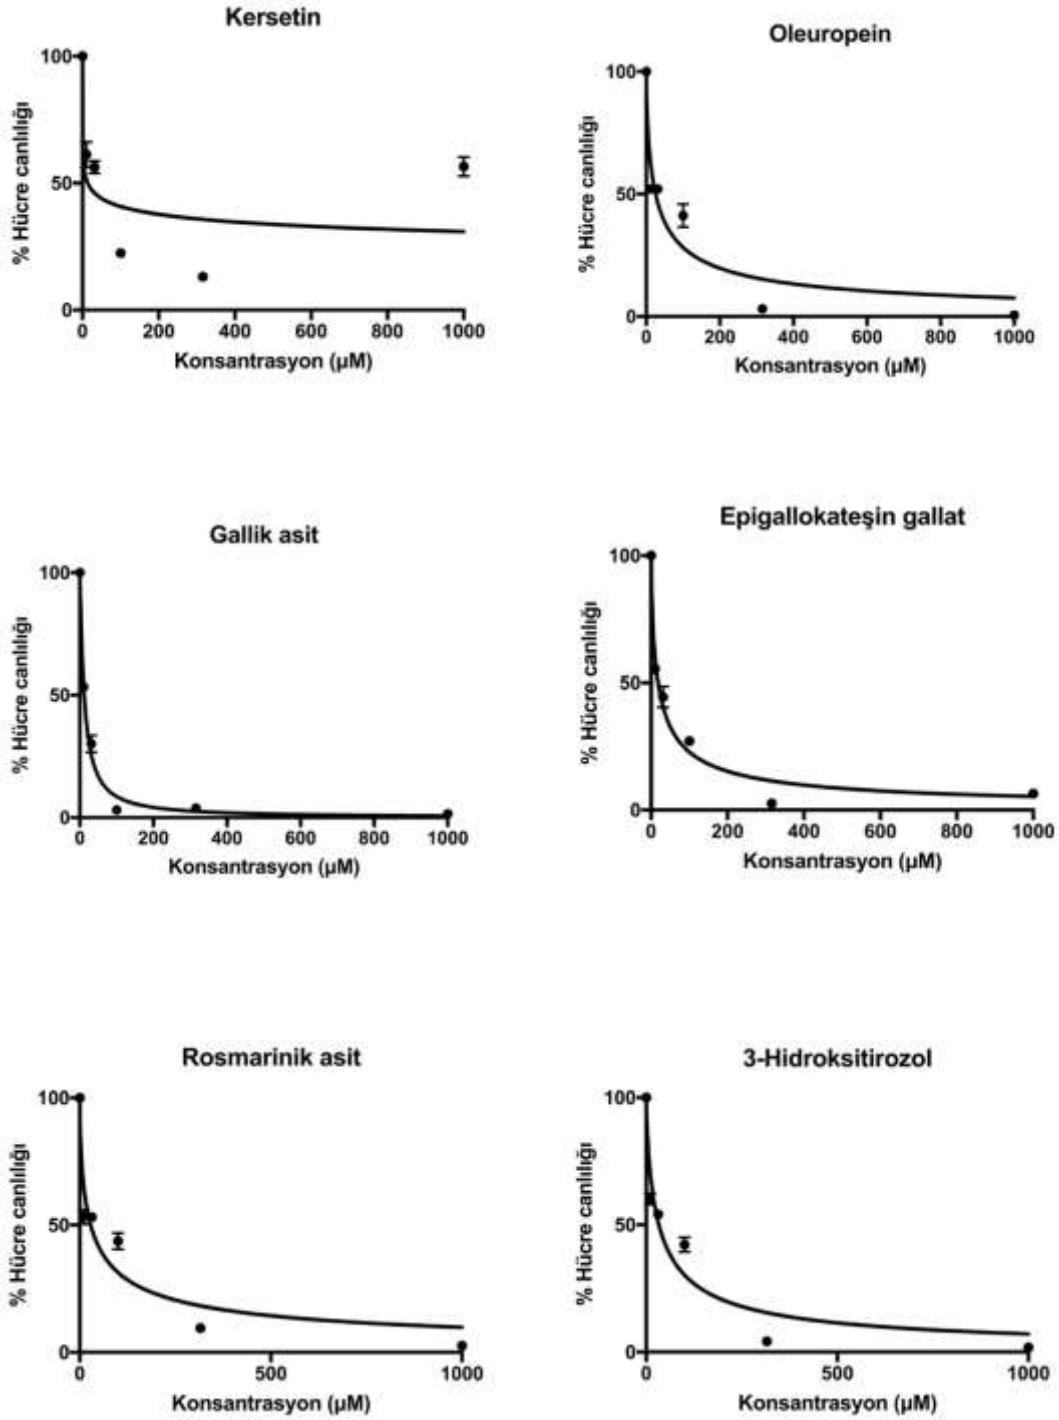 Kersetin
100
50
0
% Hücre canlılığı
0 200 400 600 800 1000
Konsantrasyon (µM)
Oleuropein
100
50
0
% Hücre canlılığı
0 200 400 600 800 1000
Konsantrasyon (µM)
Gallik asit
100
50
0
% Hücre canlılığı
0 200 400 600 800 1000
Konsantrasyon (µM)
Epigallokateşin gallat
100
50
0
% Hücre canlılığı
0 200 400 600 800 1000
Konsantrasyon (µM)
Rosmarinik asit
100
50
0
% Hücre canlılığı
0 500 1000
Konsantrasyon (µM)
3-Hidroksitirozol
100
50
0
% Hücre canlılığı
0 500 1000
Konsantrasyon (µM)